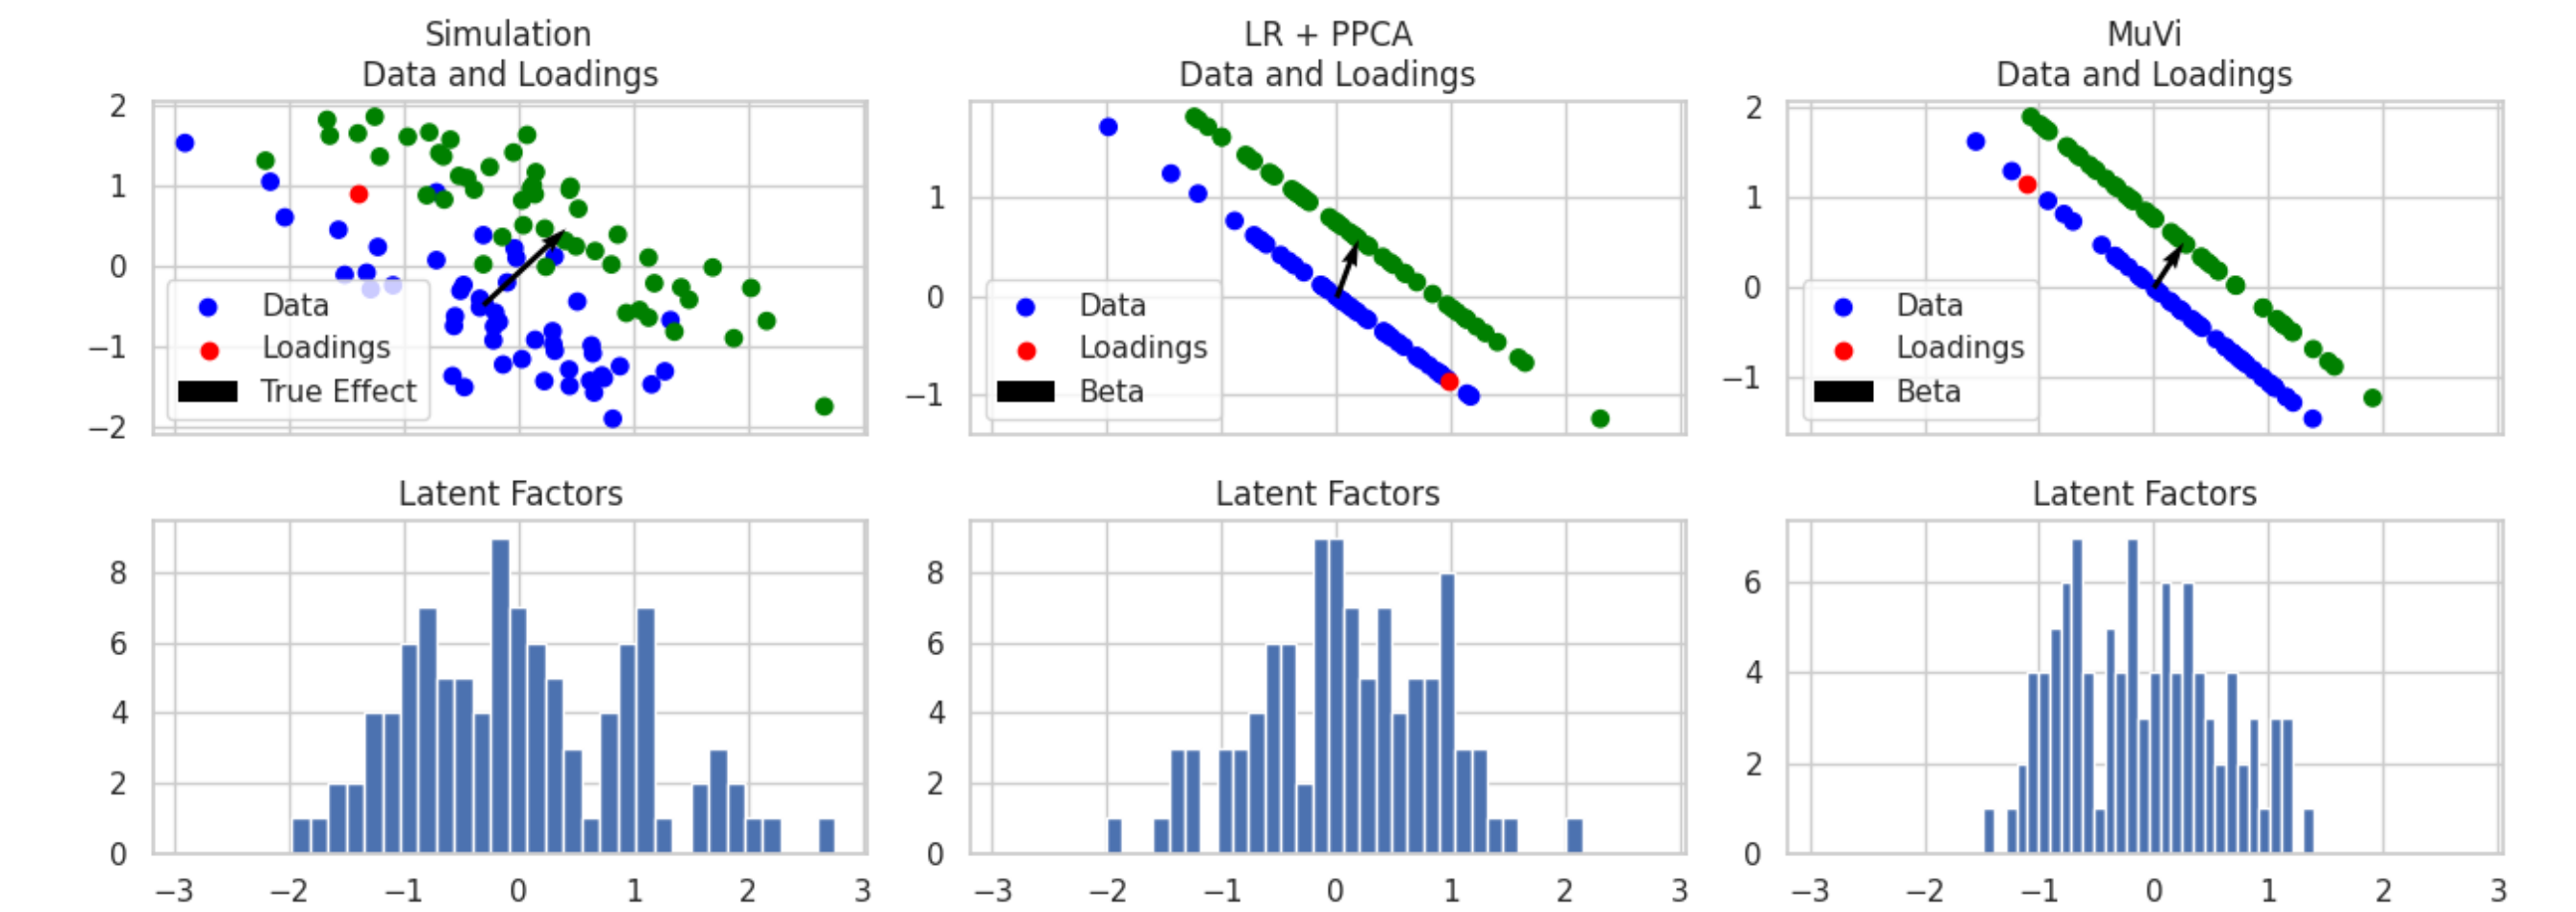 Simulation
Data and Loadings
LR + PPCA
Data and Loadings
MuVi
Data and Loadings
2
1
0
−1
−2
Data
Loadings
True Effect
1
0
−1
Data
Loadings
Beta
2
1
0
−1
Data
Loadings
Beta
Latent Factors
Latent Factors
Latent Factors
8
6
4
2
0
−3 −2 −1 0 1 2 3
8
6
4
2
0
−3 −2 −1 0 1 2 3
6
4
2
0
−3 −2 −1 0 1 2 3